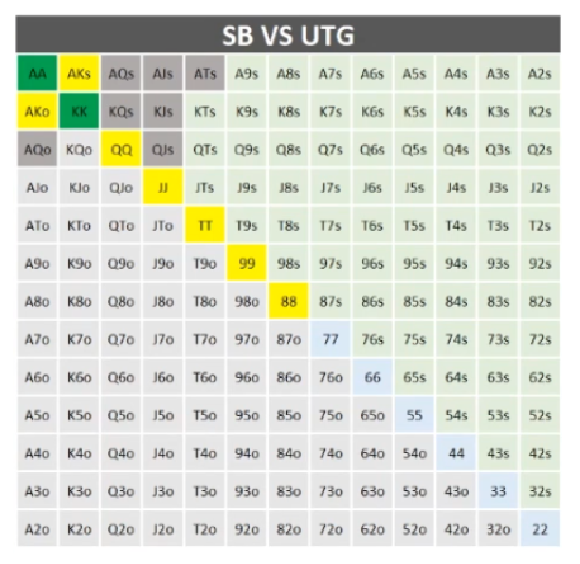 SB VS UTG
AA AKs AQs AJs ATs A9s A8s A7s A6s A5s A4s A3s A2s
AKo KK KQs KJs KTs K9s K8s K7s K6s K5s K4s K3s K2s
AQo KQo QQ QJs QTs Q9s Q8s Q7s Q6s Q5s Q4s Q3s Q2s
AJo KJo QJo JJ JTs J9s J8s J7s J6s J5s J4s J3s J2s
ATo KTo QTo JTo TT T9s T8s T7s T6s T5s T4s T3s T2s
A9o K9o Q9o J9o T9o 99 98s 97s 96s 95s 94s 93s 92s
A8o K8o Q8o J8o T8o 98o 88 87s 86s 85s 84s 83s 82s
A7o K7o Q7o J7o T7o 97o 87o 77 76s 75s 74s 73s 72s
A6o K6o Q6o J6o T6o 96o 86o 76o 66 65s 64s 63s 62s
A5o K5o Q5o J5o T5o 95o 85o 75o 65o 55 54s 53s 52s
A4o K4o Q4o J4o T4o 94o 84o 74o 64o 54o 44 43s 42s
A3o K3o Q3o J3o T3o 93o 83o 73o 63o 53o 43o 33 32s
A2o K2o Q2o J2o T2o 92o 82o 72o 62o 52o 42o 32o 22